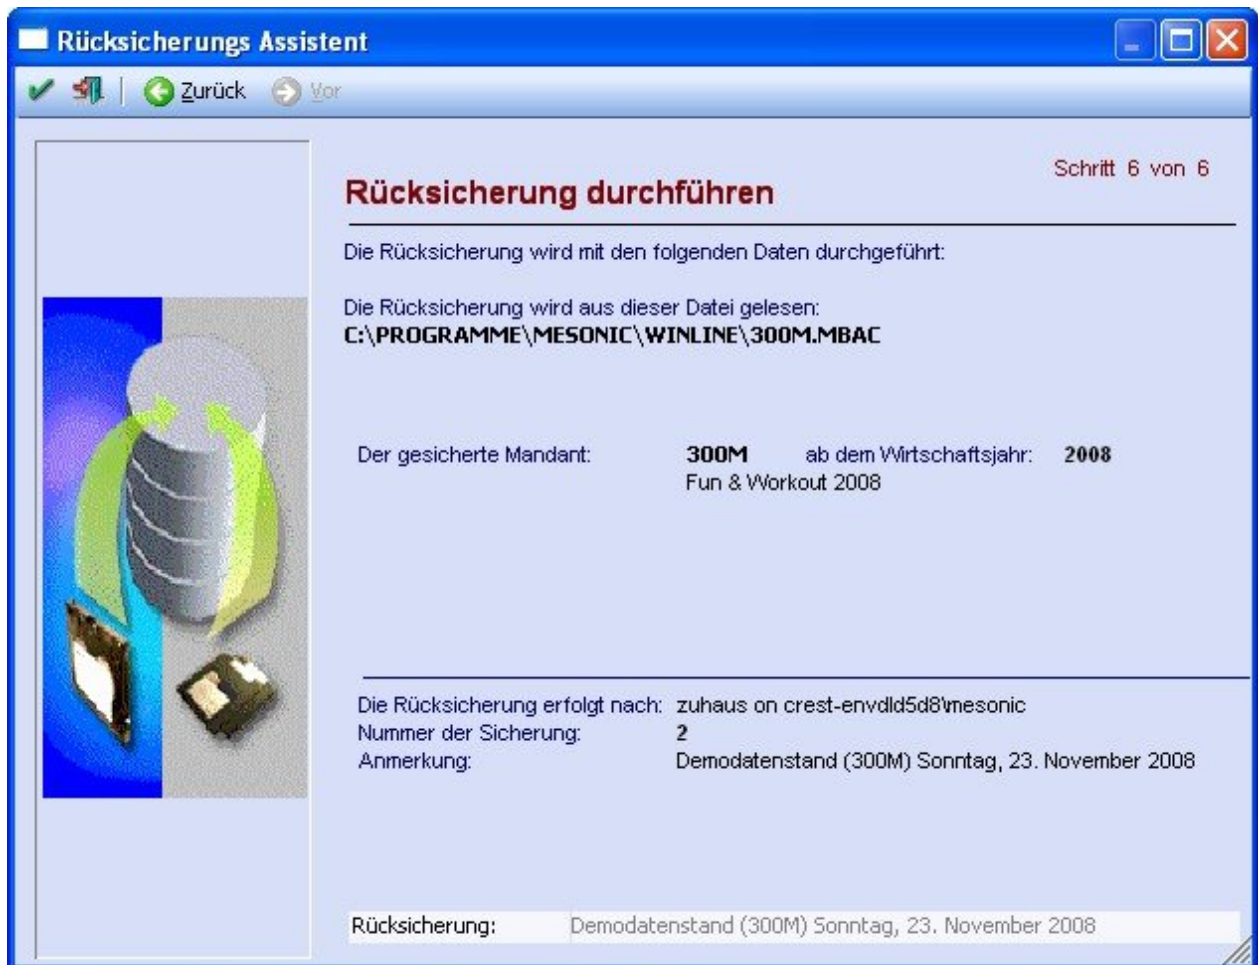 Rücksicherungs Assistent
Zurück Vor
Schritt 6 von 6
Rücksicherung durchführen
Die Rücksicherung wird mit den folgenden Daten durchgeführt:
Die Rücksicherung wird aus dieser Datei gelesen:
C:\PROGRAMME\MESONIC\WINLINE\300M.MBAC
Der gesicherte Mandant: 300M ab dem Wirtschaftsjahr: 2008
Fun & Workout 2008
Die Rücksicherung erfolgt nach: zuhaus on crest-envdld5d8\mesonic
Nummer der Sicherung: 2
Anmerkung: Demodatenstand (300M) Sonntag, 23. November 2008
Rücksicherung: Demodatenstand (300M) Sonntag, 23. November 2008